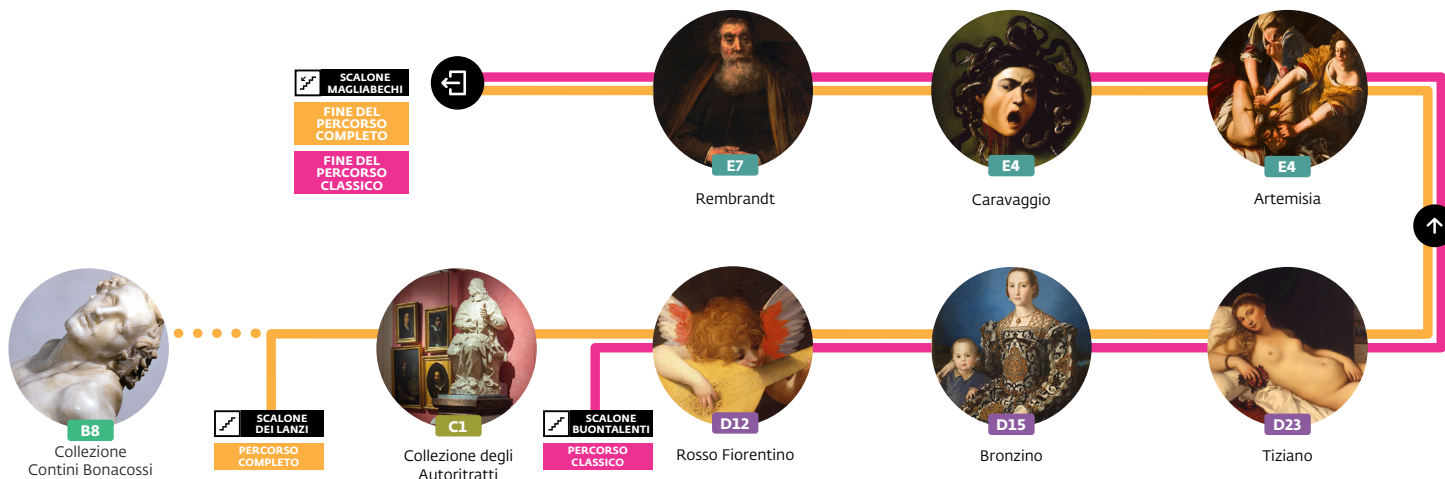 SCALONE
MAGLIABECHI
FINE DEL
PERCORSO
COMPLETO
FINE DEL
PERCORSO
CLASSICO
E7
Rembrandt
E4
Caravaggio
E4
Artemisia
B8
Collezione
Contini Bonacossi
SCALONE
DEI LANZI
PERCORSO
COMPLETO
C1
Collezione degli
Autoritratti
SCALONE
BUONTALENTI
PERCORSO
CLASSICO
D12
Rosso Fiorentino
D15
Bronzino
D23
Tiziano